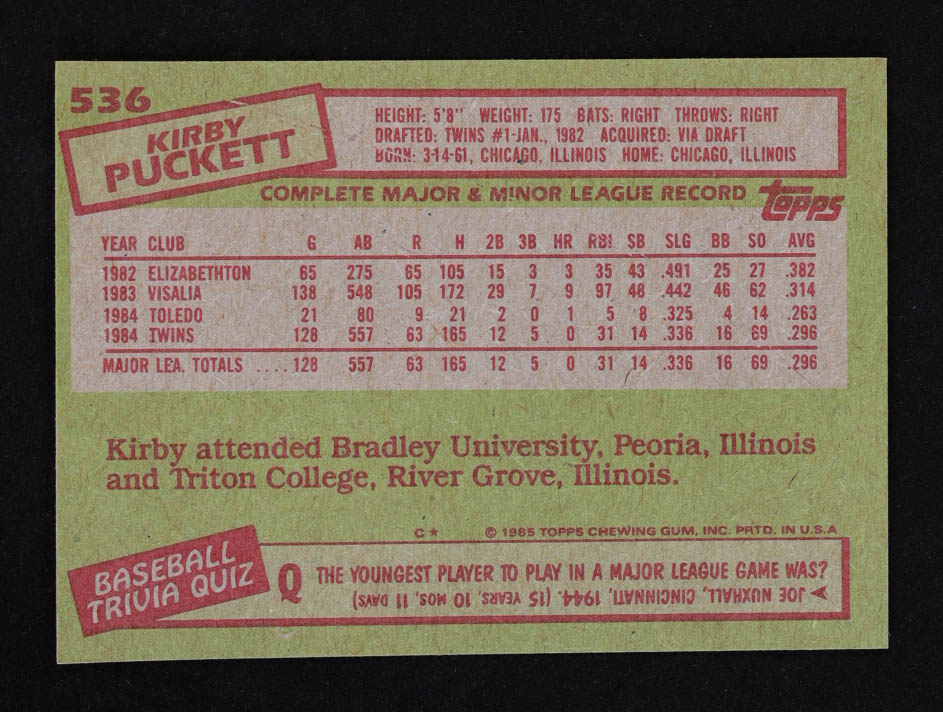 536
KIRBY
PUCKETT
HEIGHT: 5'8'' WEIGHT: 175 BATS: RIGHT THROWS: RIGHT
DRAFTED: TWINS #1-JAN., 1982 ACQUIRED: VIA DRAFT
BORN: 3-14-61, CHICAGO, ILLINOIS HOME: CHICAGO, ILLINOIS
COMPLETE MAJOR & MINOR LEAGUE RECORD topps
YEAR CLUB G AB R H 2B 3B HR RBI SB SLG BB SO AVG
1982 ELIZABETHTON 65 275 65 105 15 3 3 35 43 .491 25 27 .382
1983 VISALIA 138 548 105 172 29 7 9 97 48 .442 46 62 .314
1984 TOLEDO 21 80 9 21 2 0 1 5 8 .325 4 14 .263
1984 TWINS 128 557 63 165 12 5 0 31 14 .336 16 69 .296
MAJOR LEA. TOTALS ....128 557 63 165 12 5 0 31 14 .336 16 69 .296
Kirby attended Bradley University, Peoria, Illinois
and Triton College, River Grove, Illinois.
C* © 1985 TOPPS CHEWING GUM, INC. PRTD. IN U.S.A
BASEBALL
TRIVIA QUIZ
Q THE YOUNGEST PLAYER TO PLAY IN A MAJOR LEAGUE GAME WAS?
JOE NUXHALL, CINCINNATI, 1944. (15 YEARS, 10 MOS, 11 DAYS)